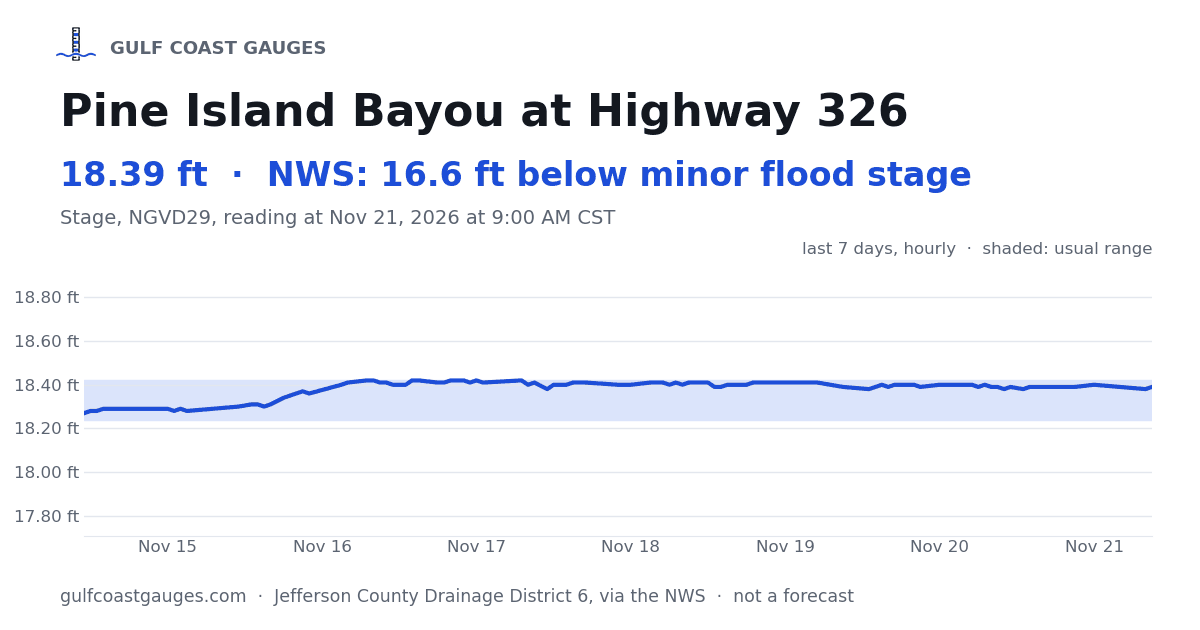 GULF COAST GAUGES
Pine Island Bayou at Highway 326
18.39 ft · NWS: 16.6 ft below minor flood stage
Stage, NGVD29, reading at Nov 21, 2026 at 9:00 AM CST
last 7 days, hourly · shaded: usual range
18.80 ft
18.60 ft
18.40 ft
18.20 ft
18.00 ft
17.80 ft
Nov 15 Nov 16 Nov 17 Nov 18 Nov 19 Nov 20 Nov 21
gulfcoastgauges.com · Jefferson County Drainage District 6, via the NWS · not a forecast